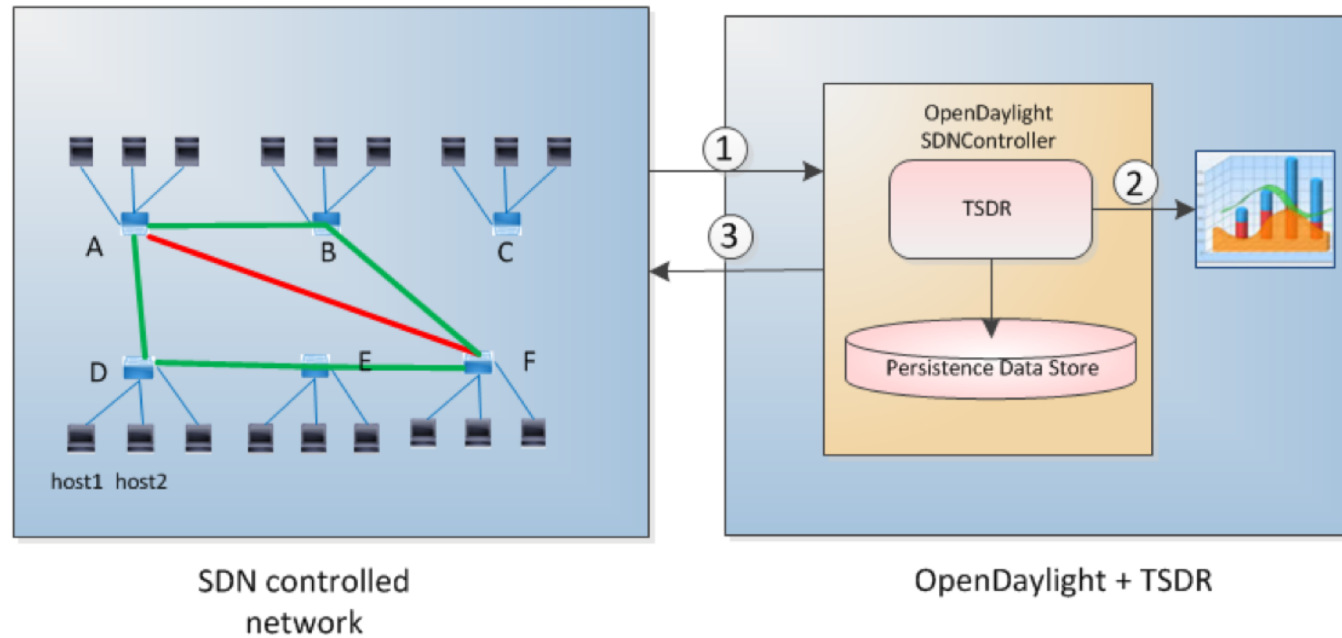 1
OpenDaylight
SDNController
2
TSDR
A
B
C
3
D
E
F
Persistence Data Store
host1 host2
SDN controlled
network
OpenDaylight + TSDR